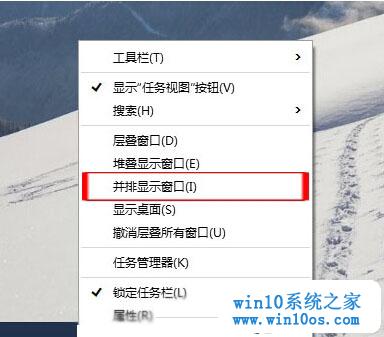 工具栏(T)
显示“任务视图”按钮(V)
搜索(H)
层叠窗口(D)
堆叠显示窗口(E)
并排显示窗口(I)
显示桌面(S)
撤消层叠所有窗口(U)
任务管理器(K)
锁定任务栏(L)
属性(R)
win10系统之家
www.win10os.com